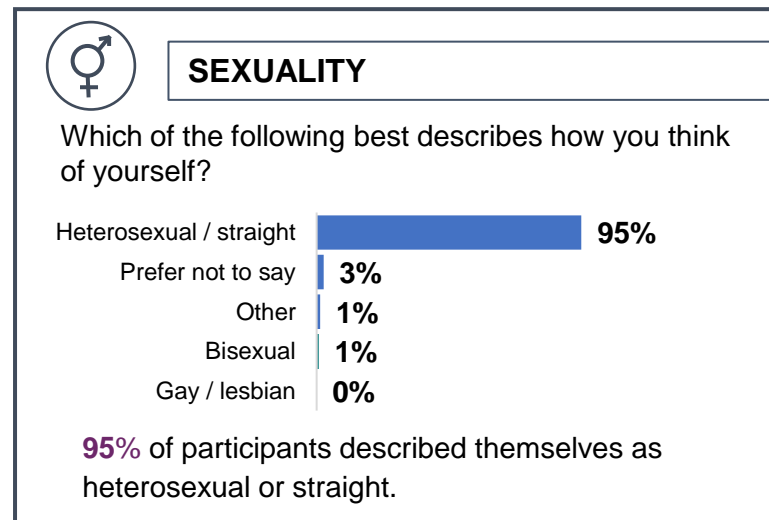 SEXUALITY
Which of the following best describes how you think
of yourself?
Heterosexual / straight 95%
Prefer not to say 3%
Other 1%
Bisexual 1%
Gay / lesbian 0%
95% of participants described themselves as
heterosexual or straight.